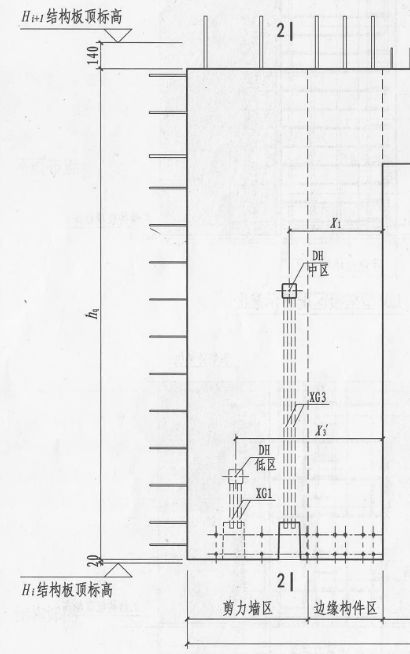 H i+1 结构板顶标高
2
140
X₁
DH
中区
hq
XG3
X₃′
DH
低区
XG1
20
2
H i 结构板顶标高
剪力墙区
边缘构件区